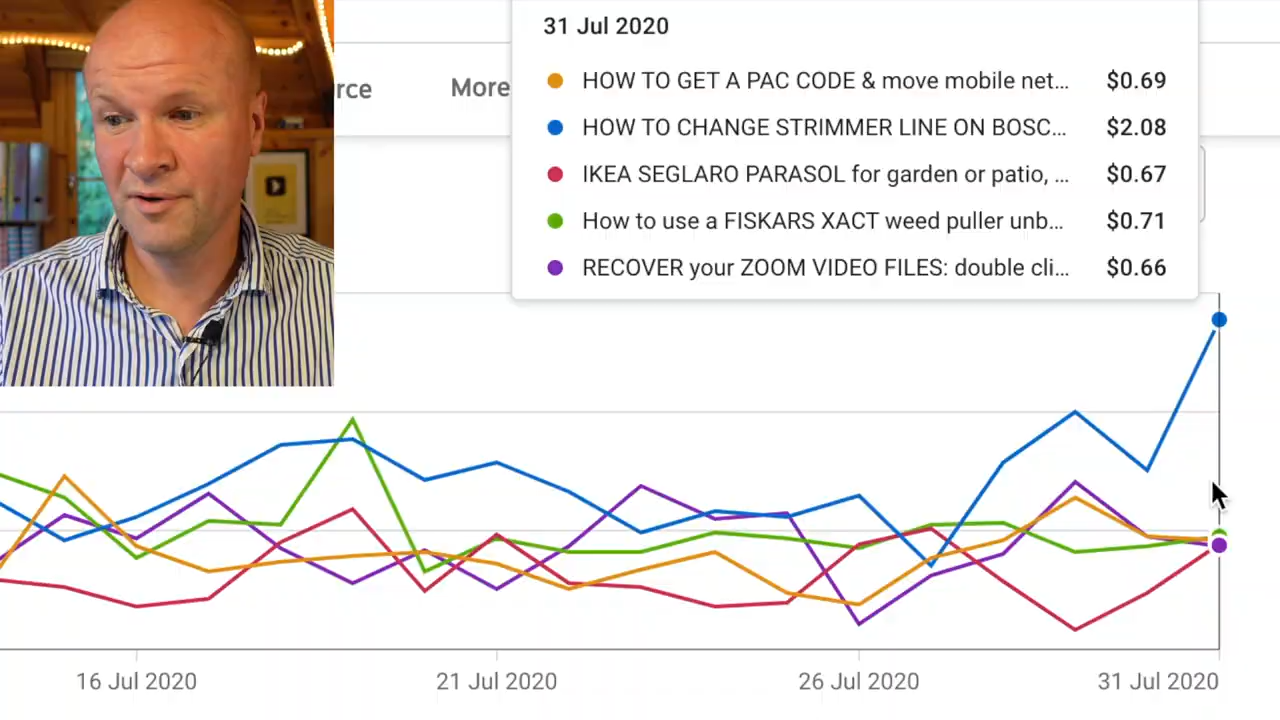 31 Jul 2020
HOW TO GET A PAC CODE & move mobile net... $0.69
HOW TO CHANGE STRIMMER LINE ON BOSC... $2.08
IKEA SEGLARO PARASOL for garden or patio, ... $0.67
How to use a FISKARS XACT weed puller unb... $0.71
RECOVER your ZOOM VIDEO FILES: double cli... $0.66
rce More
16 Jul 2020 21 Jul 2020 26 Jul 2020 31 Jul 2020